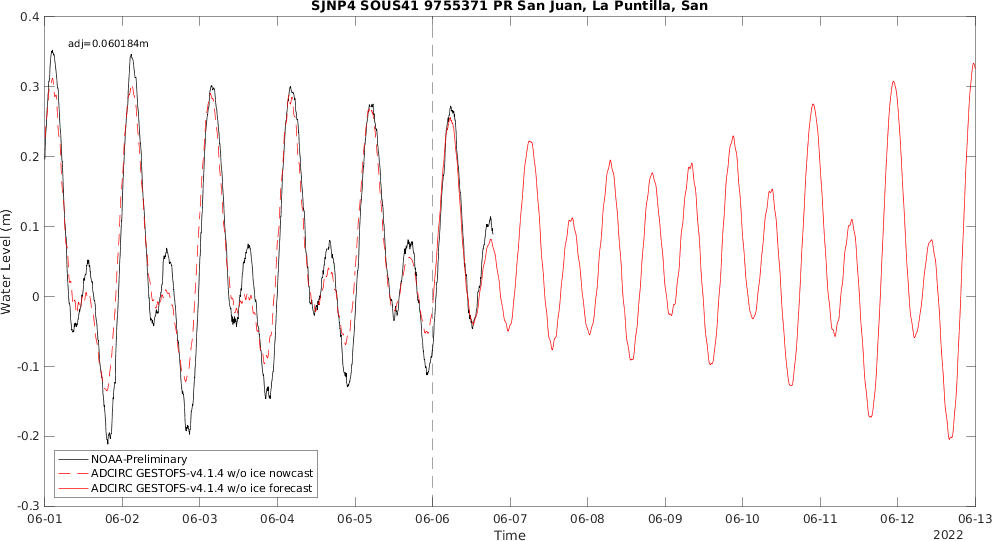 SJNP4 SOUS41 9755371 PR San Juan, La Puntilla, San
adj=0.060184m
Water Level (m)
0.4
0.3
0.2
0.1
0
-0.1
-0.2
-0.3
NOAA-Preliminary
ADCIRC GESTOFS-v4.1.4 w/o ice nowcast
ADCIRC GESTOFS-v4.1.4 w/o ice forecast
06-01 06-02 06-03 06-04 06-05 06-06 06-07 06-08 06-09 06-10 06-11 06-12 06-13
Time
2022